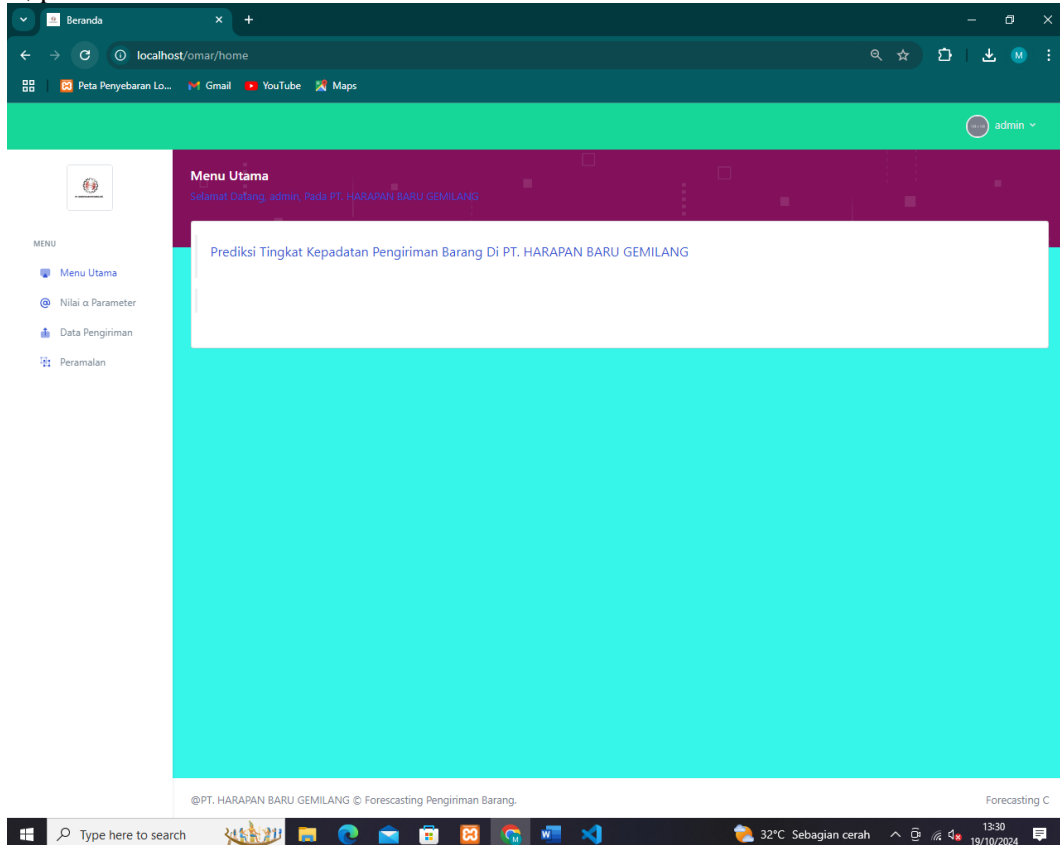 Beranda
localhost/omar/home
M
Peta Penyebaran Lo...
Gmail
YouTube
Maps
admin
Menu Utama
Selamat Datang, admin, Pada PT. HARAPAN BARU GEMILANG
MENU
Menu Utama
Nilai α Parameter
Data Pengiriman
Peramalan
Prediksi Tingkat Kepadatan Pengiriman Barang Di PT. HARAPAN BARU GEMILANG
@PT. HARAPAN BARU GEMILANG © Forescasting Pengiriman Barang.
Forecasting C
Type here to search
32°C Sebagian cerah
13:30
19/10/2024